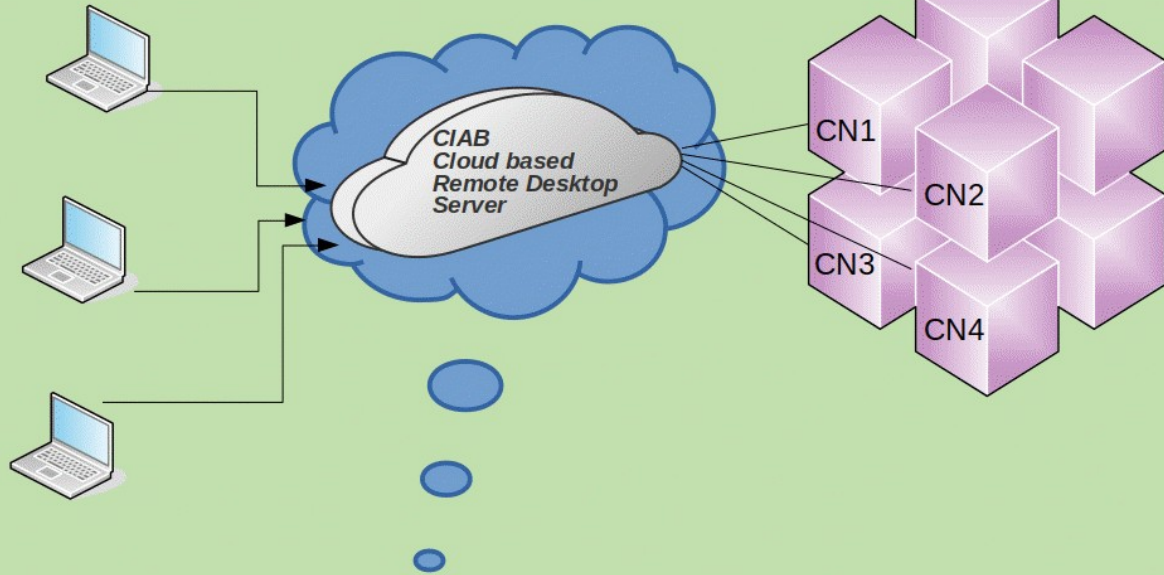 CIAB
Cloud based
Remote Desktop
Server
CN1
CN2
CN3
CN4